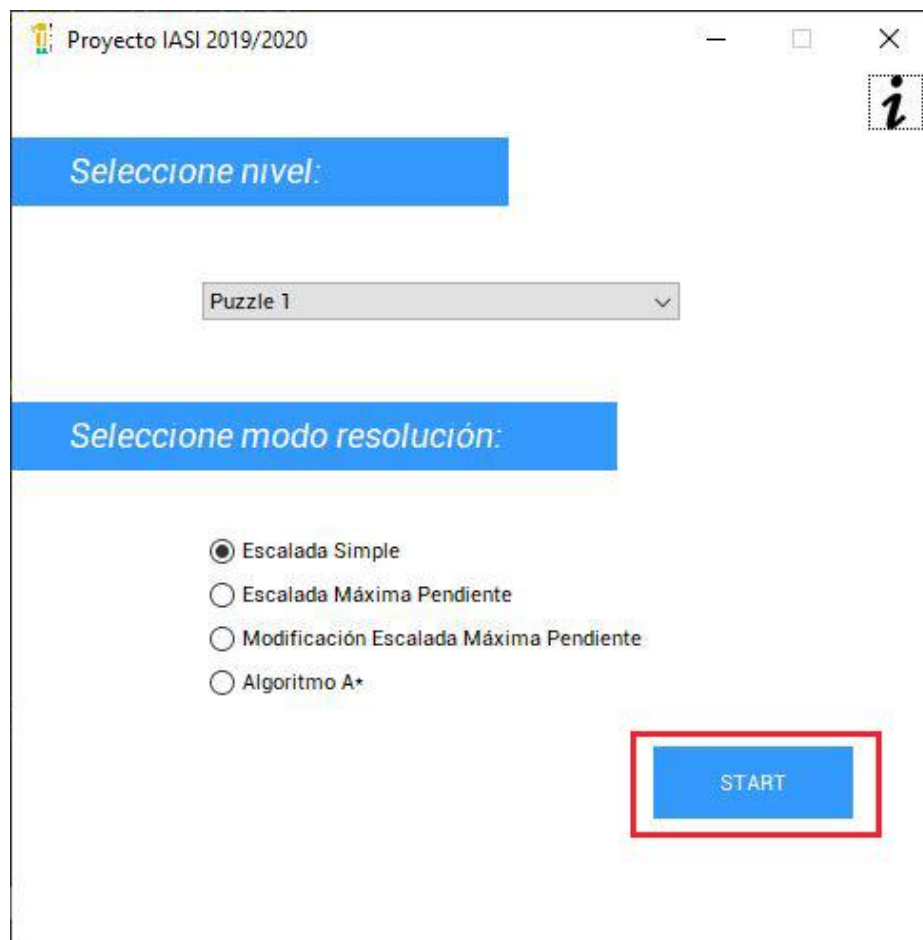 Proyecto IASI 2019/2020
i
Seleccione nivel:
Puzzle 1
Seleccione modo resolución:
Escalada Simple
Escalada Máxima Pendiente
Modificación Escalada Máxima Pendiente
Algoritmo A*
START